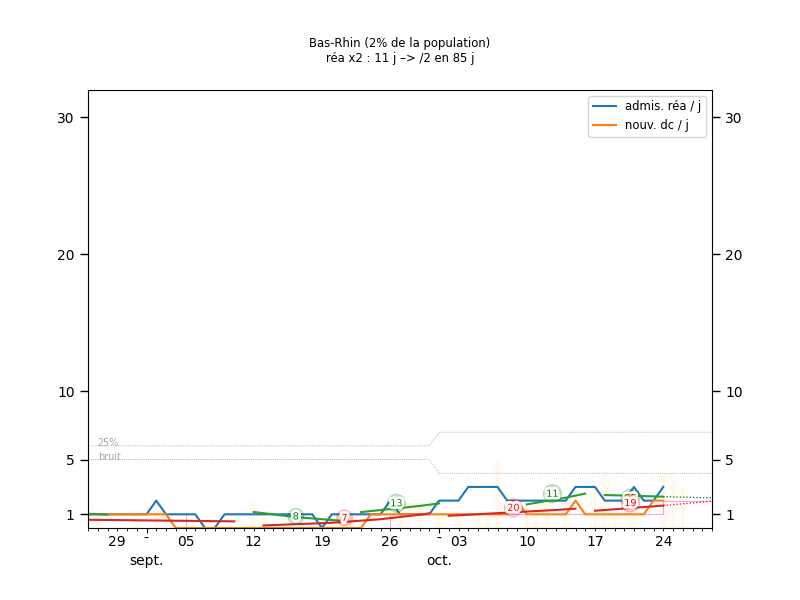 Bas-Rhin (2% de la population)
réa x2 : 11 j –> /2 en 85 j
admis. réa / j
nouv. dc / j
30 30
20 20
10 10
25%
bruit
5 5
1 1
8 7 13 20 11 19
29 05 12 19 26 03 10 17 24
sept. oct.